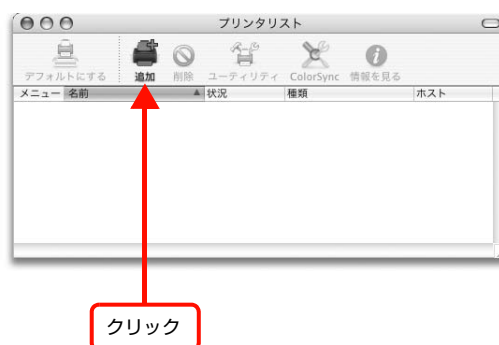 プリンタリスト
デフォルトにする 追加 削除 ユーティリティ ColorSync 情報を見る
メニュー 名前 状況 種類 ホスト
クリック